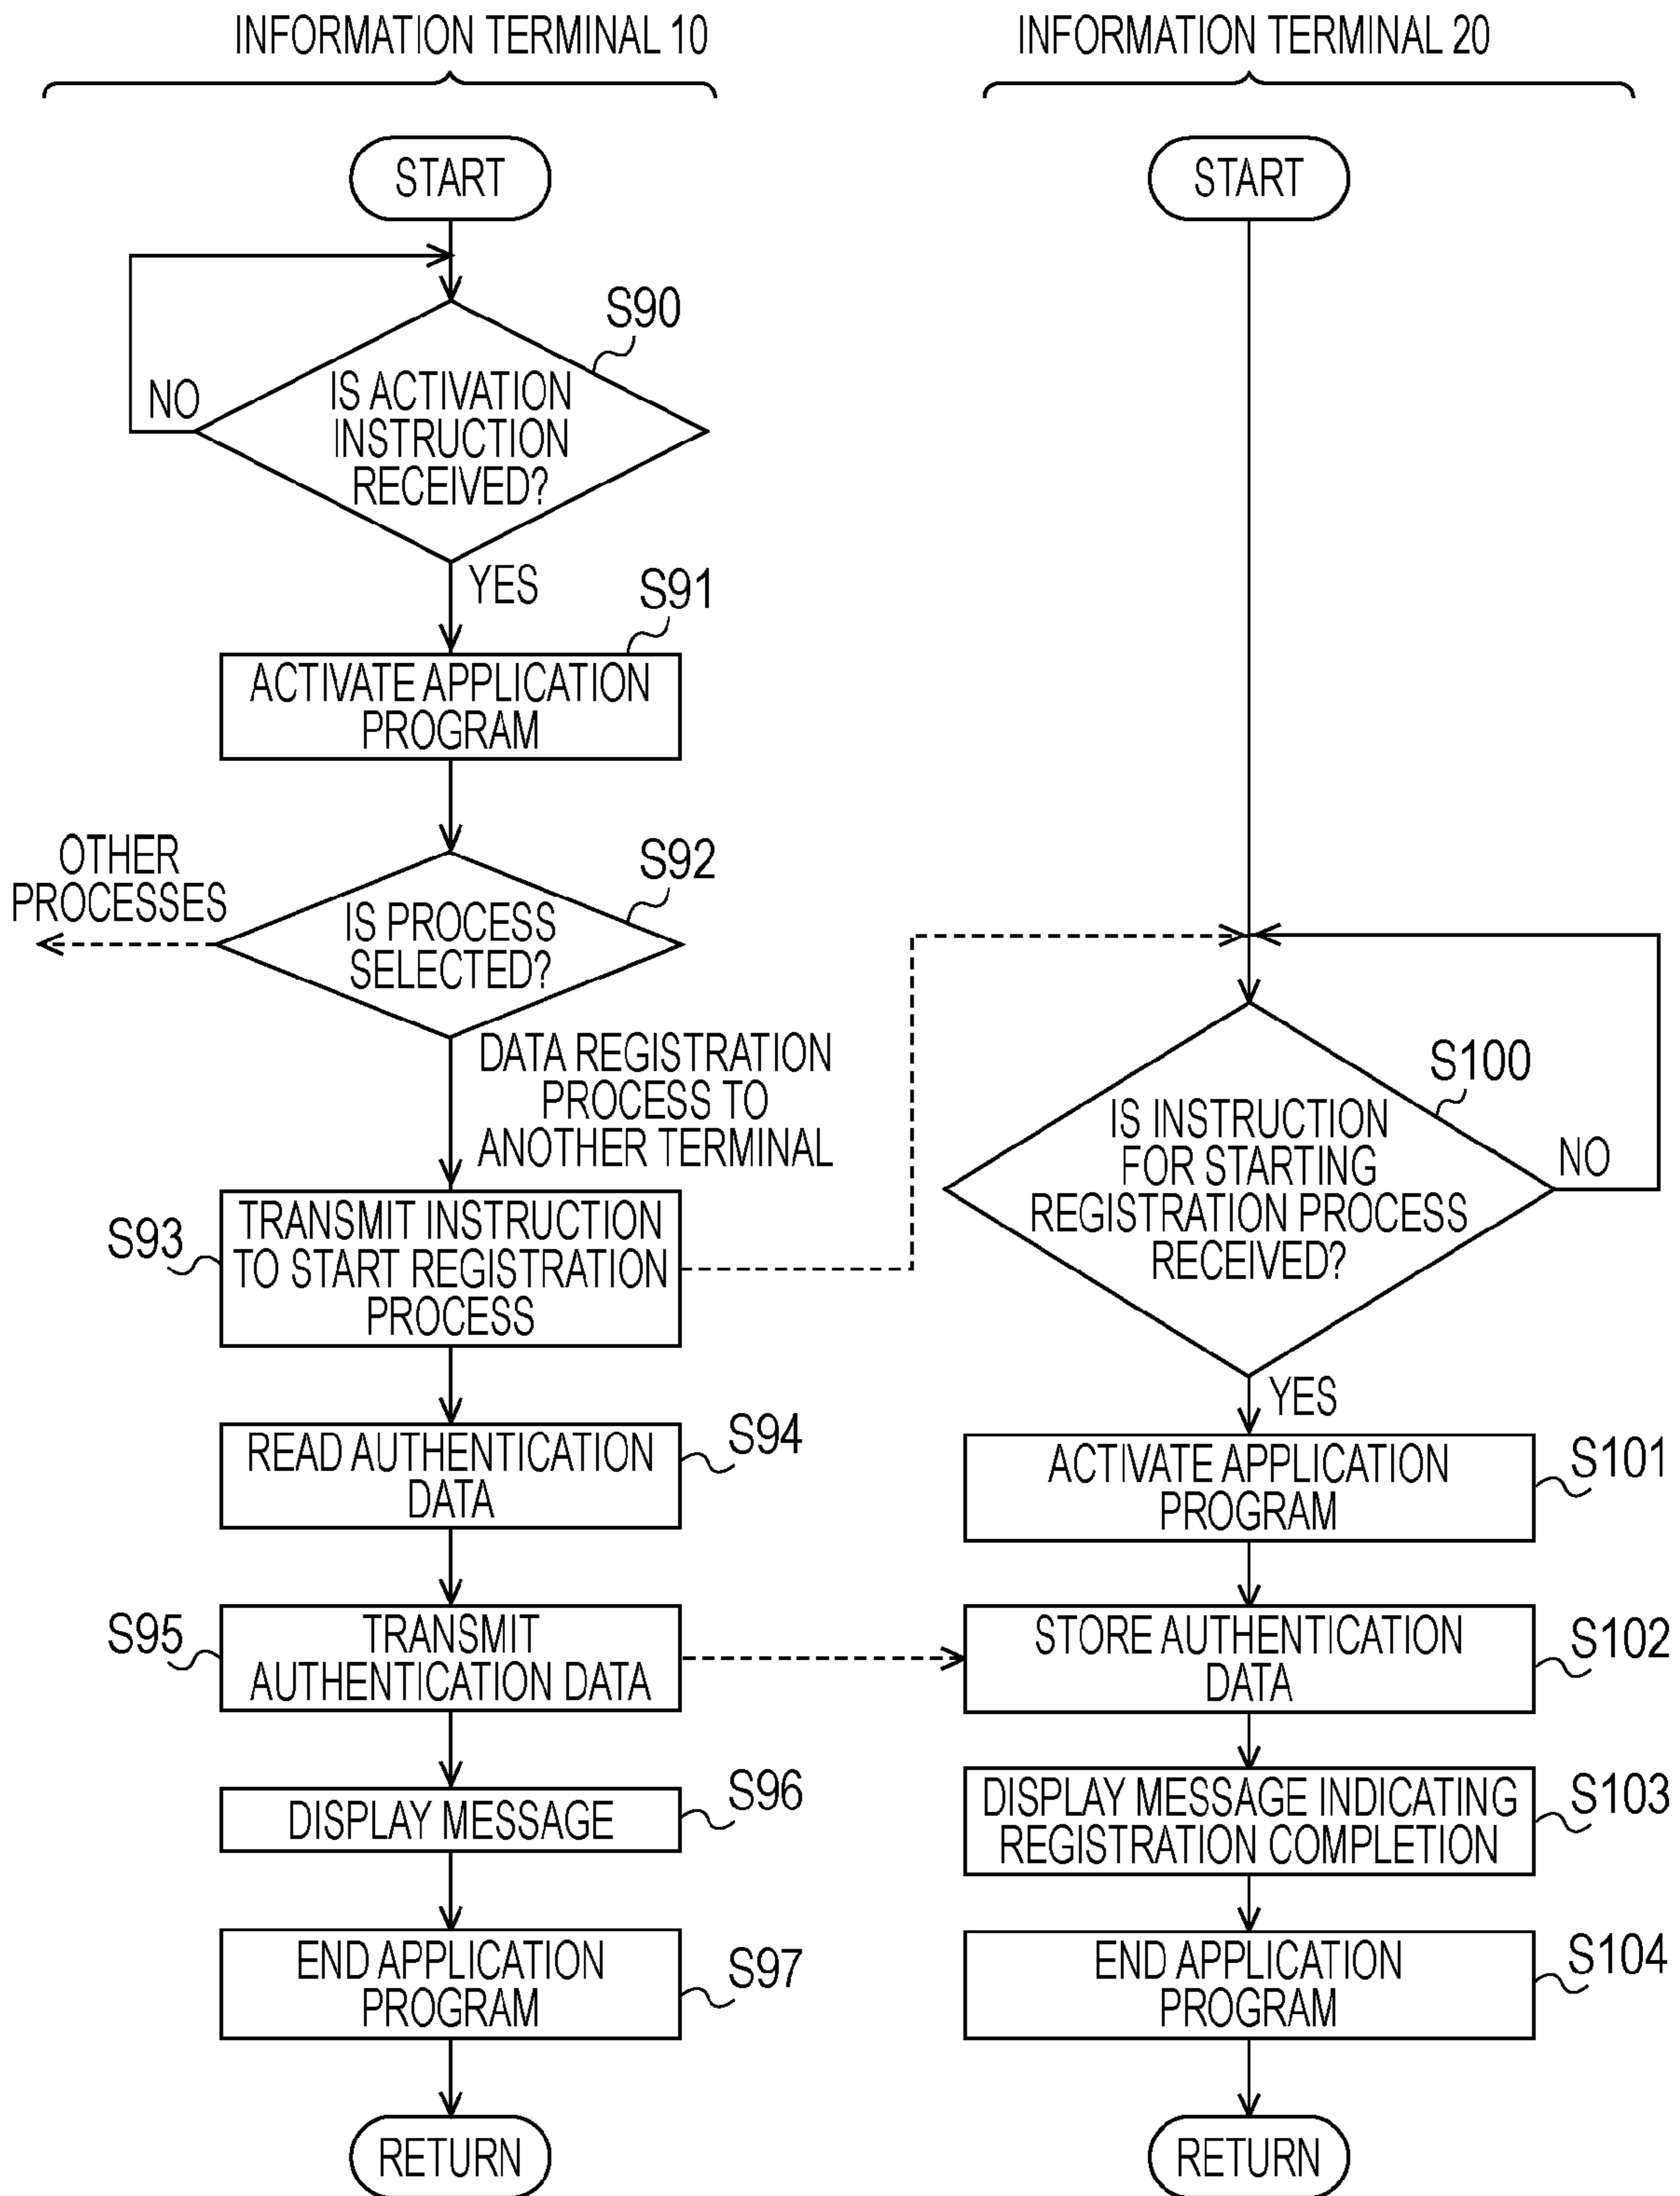 INFORMATION TERMINAL 10
START
S90
IS ACTIVATION
INSTRUCTION
RECEIVED?
NO
YES
S91
ACTIVATE APPLICATION
PROGRAM
OTHER
PROCESSES
S92
IS PROCESS
SELECTED?
DATA REGISTRATION
PROCESS TO
ANOTHER TERMINAL
S93
TRANSMIT INSTRUCTION
TO START REGISTRATION
PROCESS
S94
READ AUTHENTICATION
DATA
S95
TRANSMIT
AUTHENTICATION DATA
S96
DISPLAY MESSAGE
S97
END APPLICATION
PROGRAM
RETURN
INFORMATION TERMINAL 20
START
S100
IS INSTRUCTION
FOR STARTING
REGISTRATION PROCESS
RECEIVED?
NO
YES
S101
ACTIVATE APPLICATION
PROGRAM
S102
STORE AUTHENTICATION
DATA
S103
DISPLAY MESSAGE INDICATING
REGISTRATION COMPLETION
S104
END APPLICATION
PROGRAM
RETURN